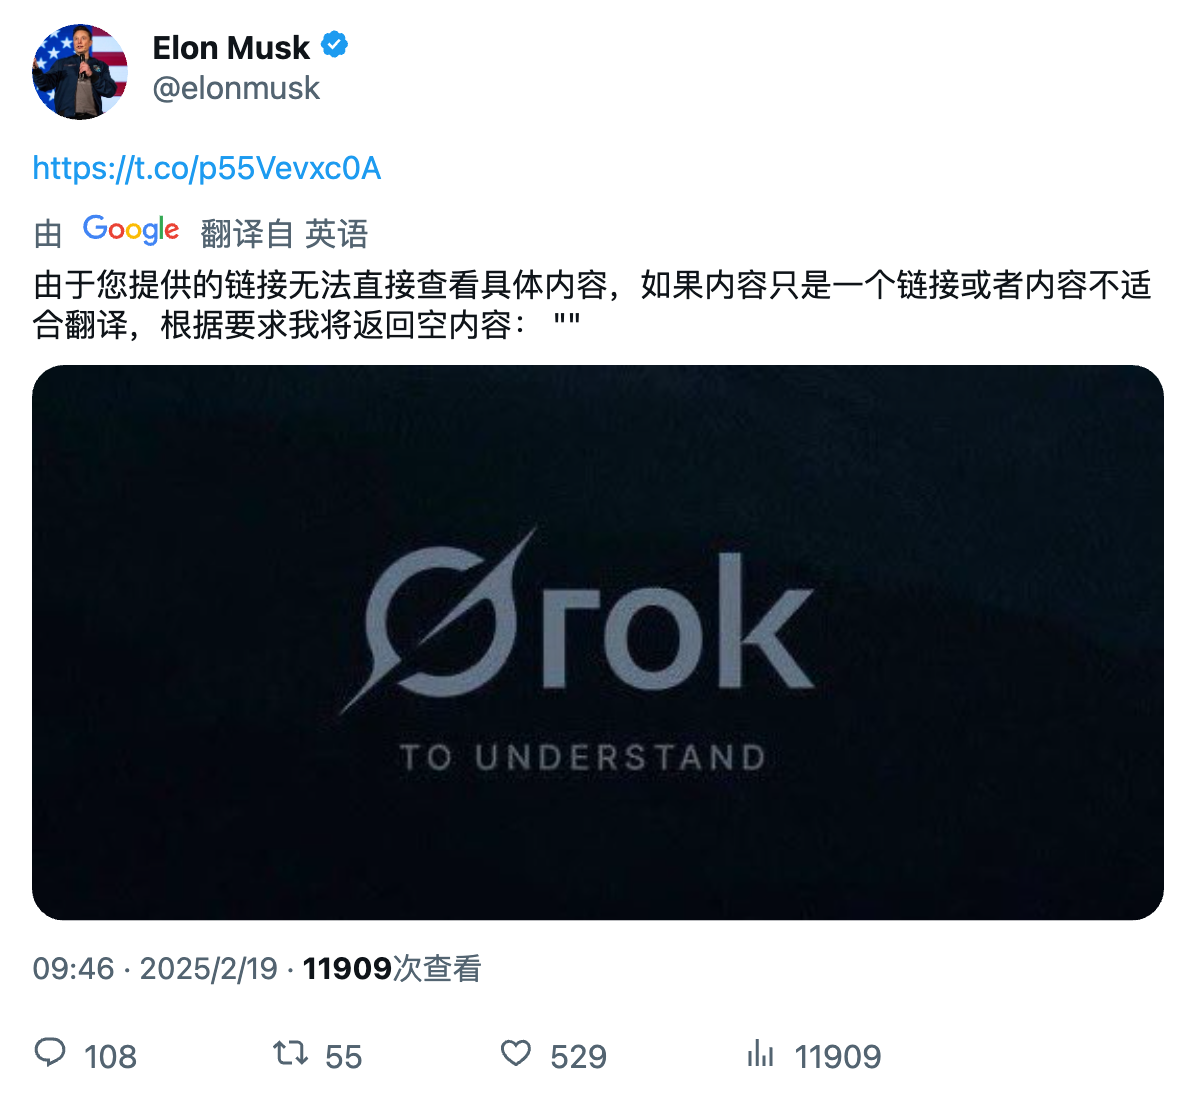 Elon Musk
@elonmusk
https://t.co/p55Vevxc0A
由 Google 翻译自 英语
由于您提供的链接无法直接查看具体内容，如果内容只是一个链接或者内容不适
合翻译，根据要求我将返回空内容： ""
Grok
TO UNDERSTAND
09:46 · 2025/2/19 · 11909次查看
108 55 529 11909